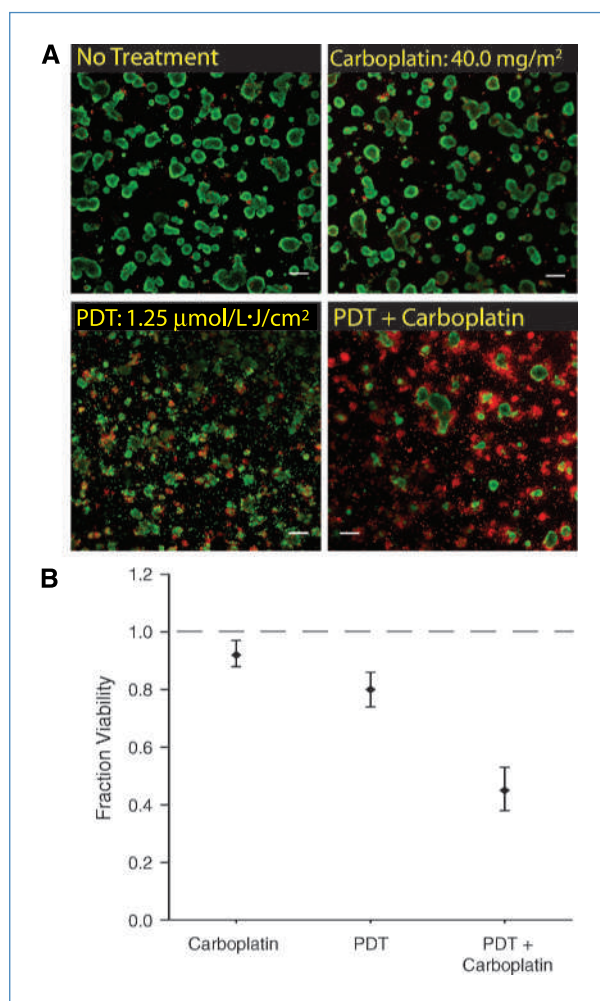 A
No Treatment
Carboplatin: 40.0 mg/m²
PDT: 1.25 μmol/L·J/cm²
PDT + Carboplatin
B
1.2
1.0
0.8
0.6
0.4
0.2
0.0
Fraction Viability
Carboplatin
PDT
PDT +
Carboplatin